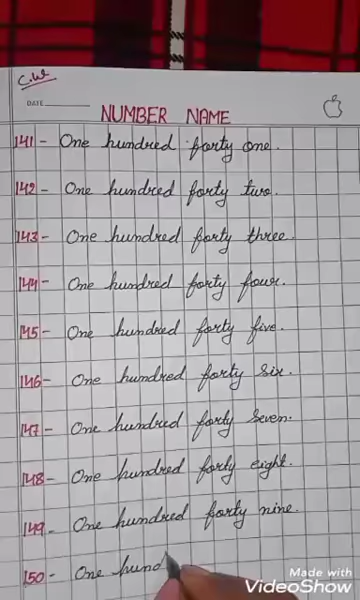 C.W
DATE
NUMBER NAME
141 - One hundred forty one.
142 - One hundred forty two.
143 - One hundred forty three.
144 - One hundred forty four.
145 - One hundred forty five.
146 - One hundred forty six.
147 - One hundred forty seven.
148 - One hundred forty eight.
149 - One hundred forty nine.
150 - One hund
Made with
VideoShow